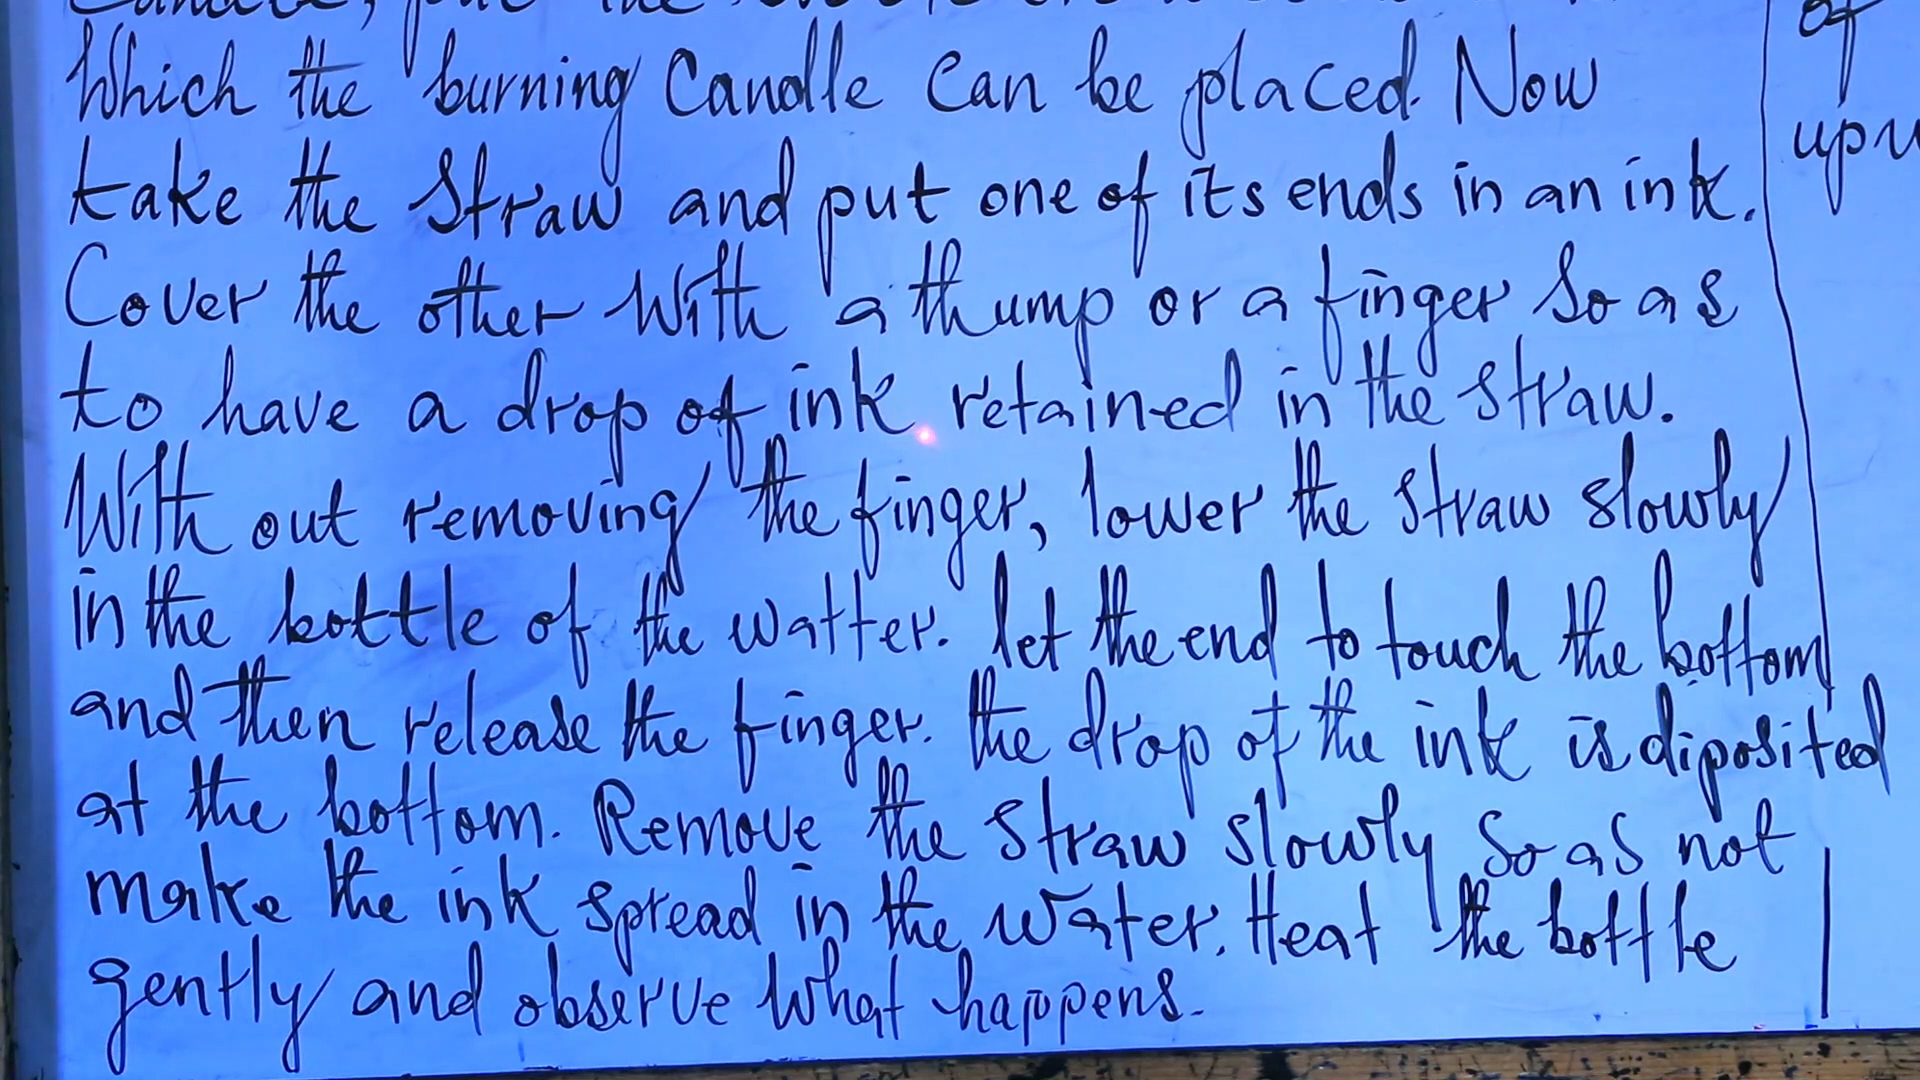 Which the burning Candle Can be placed. Now
take the Straw and put one of its ends in an ink.
Cover the other With a thump or a finger So as
to have a drop of ink retained in the straw.
With out removing the finger, lower the straw slowly
in the bottle of the watter. let the end to touch the bottom
and then release the finger. the drop of the ink is diposited
at the bottom. Remove the straw slowly So as not
make the ink spread in the water. Heat the bottle
gently and observe What happens.
of